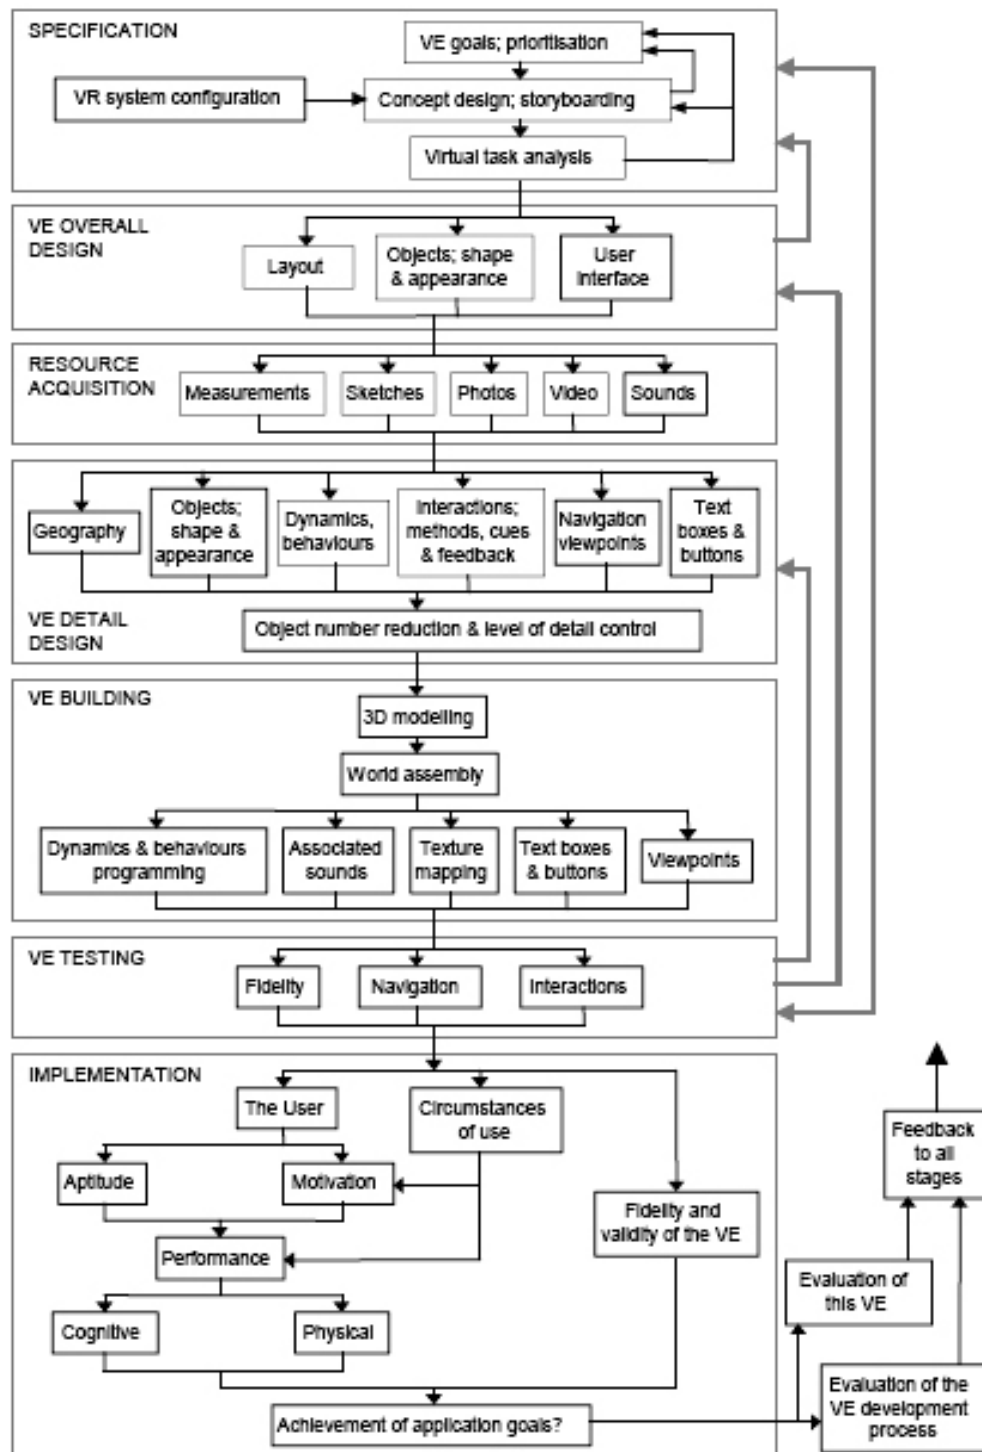 SPECIFICATION
VE goals; prioritisation
VR system configuration
Concept design; storyboarding
Virtual task analysis
VE OVERALL
DESIGN
Layout
Objects; shape
& appearance
User
Interface
RESOURCE
ACQUISITION
Measurements
Sketches
Photos
Video
Sounds
Geography
Objects;
shape &
appearance
Dynamics,
behaviours
Interactions;
methods, cues
& feedback
Navigation
viewpoints
Text
boxes &
buttons
VE DETAIL
DESIGN
Object number reduction & level of detail control
VE BUILDING
3D modelling
World assembly
Dynamics & behaviours
programming
Associated
sounds
Texture
mapping
Text boxes
& buttons
Viewpoints
VE TESTING
Fidelity
Navigation
Interactions
IMPLEMENTATION
The User
Circumstances
of use
Aptitude
Motivation
Fidelity and
validity of the VE
Performance
Cognitive
Physical
Achievement of application goals?
Feedback
to all
stages
Evaluation of
this VE
Evaluation of the
VE development
process